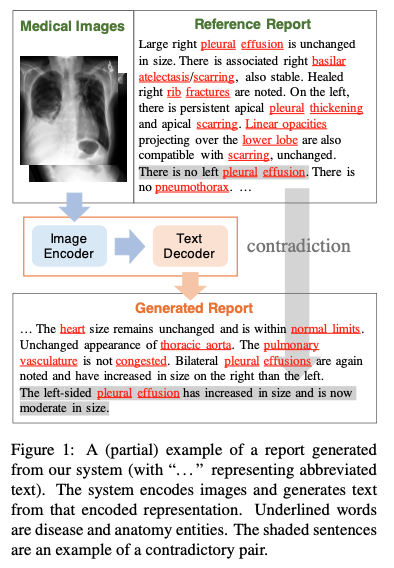 Medical Images
Reference Report
Large right pleural effusion is unchanged
in size. There is associated right basilar
atelectasis/scarring, also stable. Healed
right rib fractures are noted. On the left,
there is persistent apical pleural thickening
and apical scarring. Linear opacities
projecting over the lower lobe are also
compatible with scarring, unchanged.
There is no left pleural effusion. There is
no pneumothorax. …
Image
Encoder
Text
Decoder
contradiction
Generated Report
… The heart size remains unchanged and is within normal limits.
Unchanged appearance of thoracic aorta. The pulmonary
vasculature is not congested. Bilateral pleural effusions are again
noted and have increased in size on the right than the left.
The left-sided pleural effusion has increased in size and is now
moderate in size.
Figure 1: A (partial) example of a report generated
from our system (with “…” representing abbreviated
text). The system encodes images and generates text
from that encoded representation. Underlined words
are disease and anatomy entities. The shaded sentences
are an example of a contradictory pair.